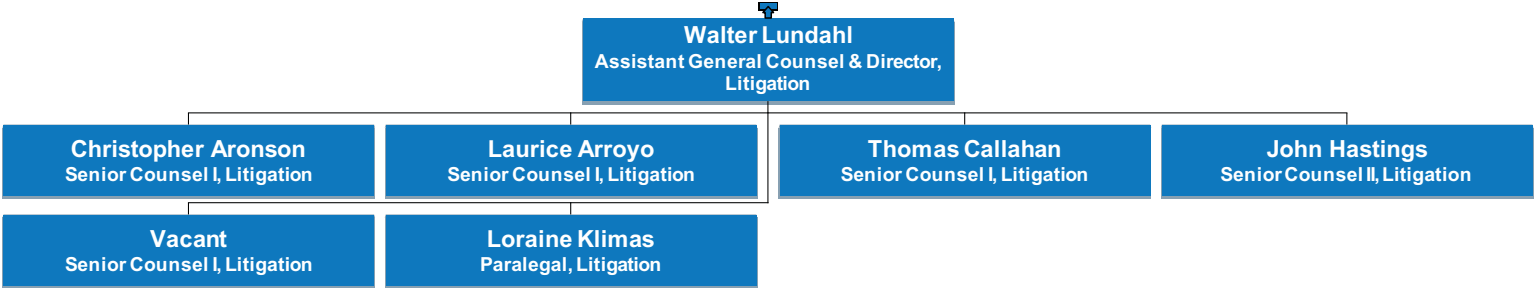 Walter Lundahl
Assistant General Counsel & Director,
Litigation
Christopher Aronson
Senior Counsel I, Litigation
Laurice Arroyo
Senior Counsel I, Litigation
Thomas Callahan
Senior Counsel I, Litigation
John Hastings
Senior Counsel II, Litigation
Vacant
Senior Counsel I, Litigation
Loraine Klimas
Paralegal, Litigation